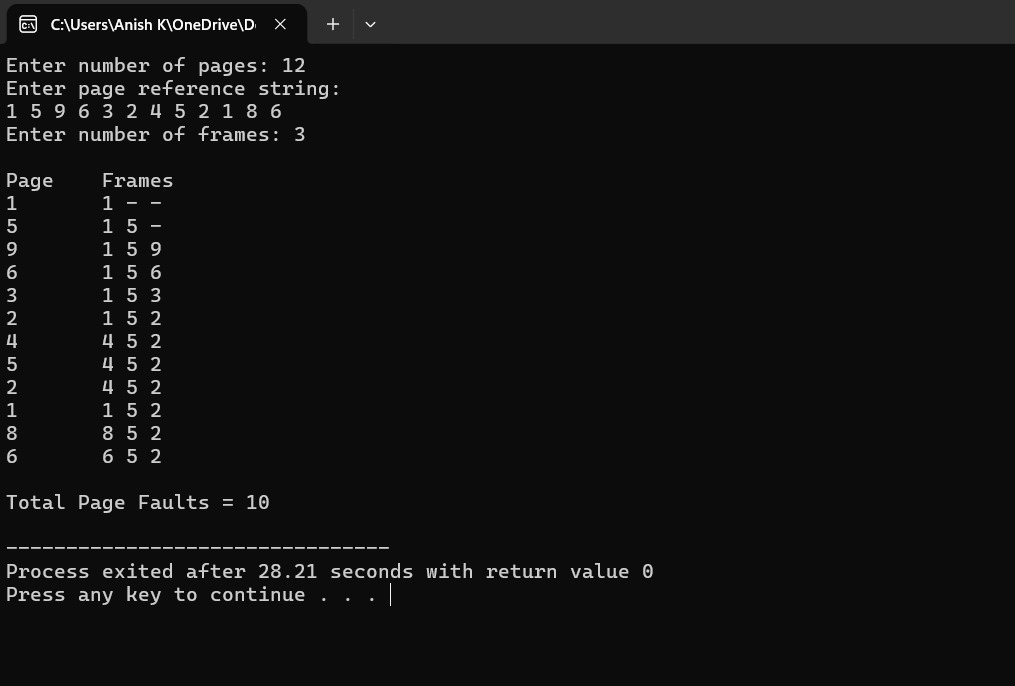 C:\Users\Anish K\OneDrive\D
Enter number of pages: 12
Enter page reference string:
1 5 9 6 3 2 4 5 2 1 8 6
Enter number of frames: 3
Page    Frames
1       1 - -
5       1 5 -
9       1 5 9
6       1 5 6
3       1 5 3
2       1 5 2
4       4 5 2
5       4 5 2
2       4 5 2
1       1 5 2
8       8 5 2
6       6 5 2
Total Page Faults = 10
--------------------------------
Process exited after 28.21 seconds with return value 0
Press any key to continue . . .